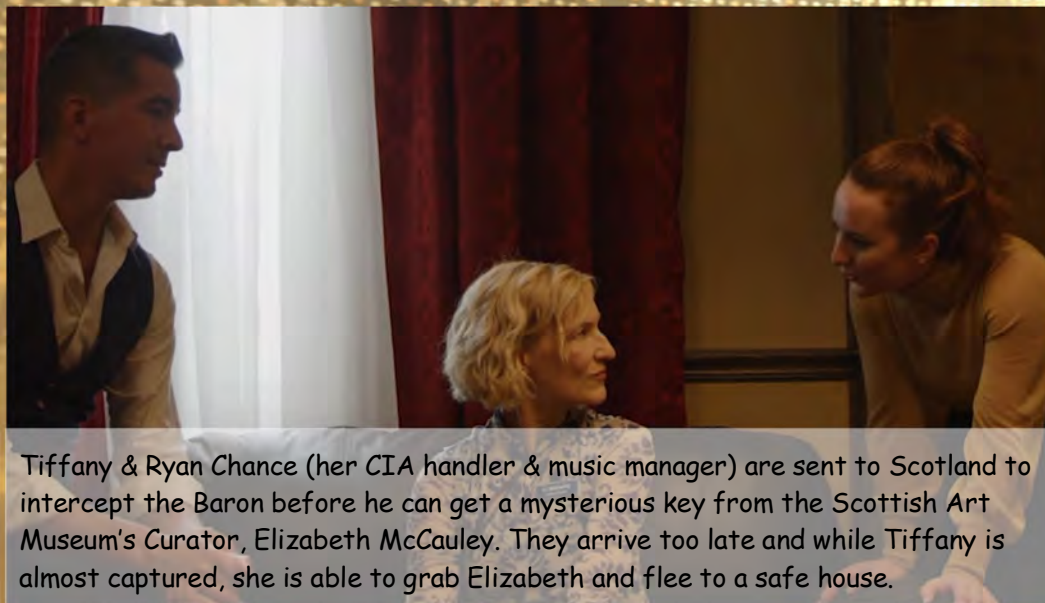 Tiffany & Ryan Chance (her CIA handler & music manager) are sent to Scotland to
intercept the Baron before he can get a mysterious key from the Scottish Art
Museum's Curator, Elizabeth McCauley. They arrive too late and while Tiffany is
almost captured, she is able to grab Elizabeth and flee to a safe house.